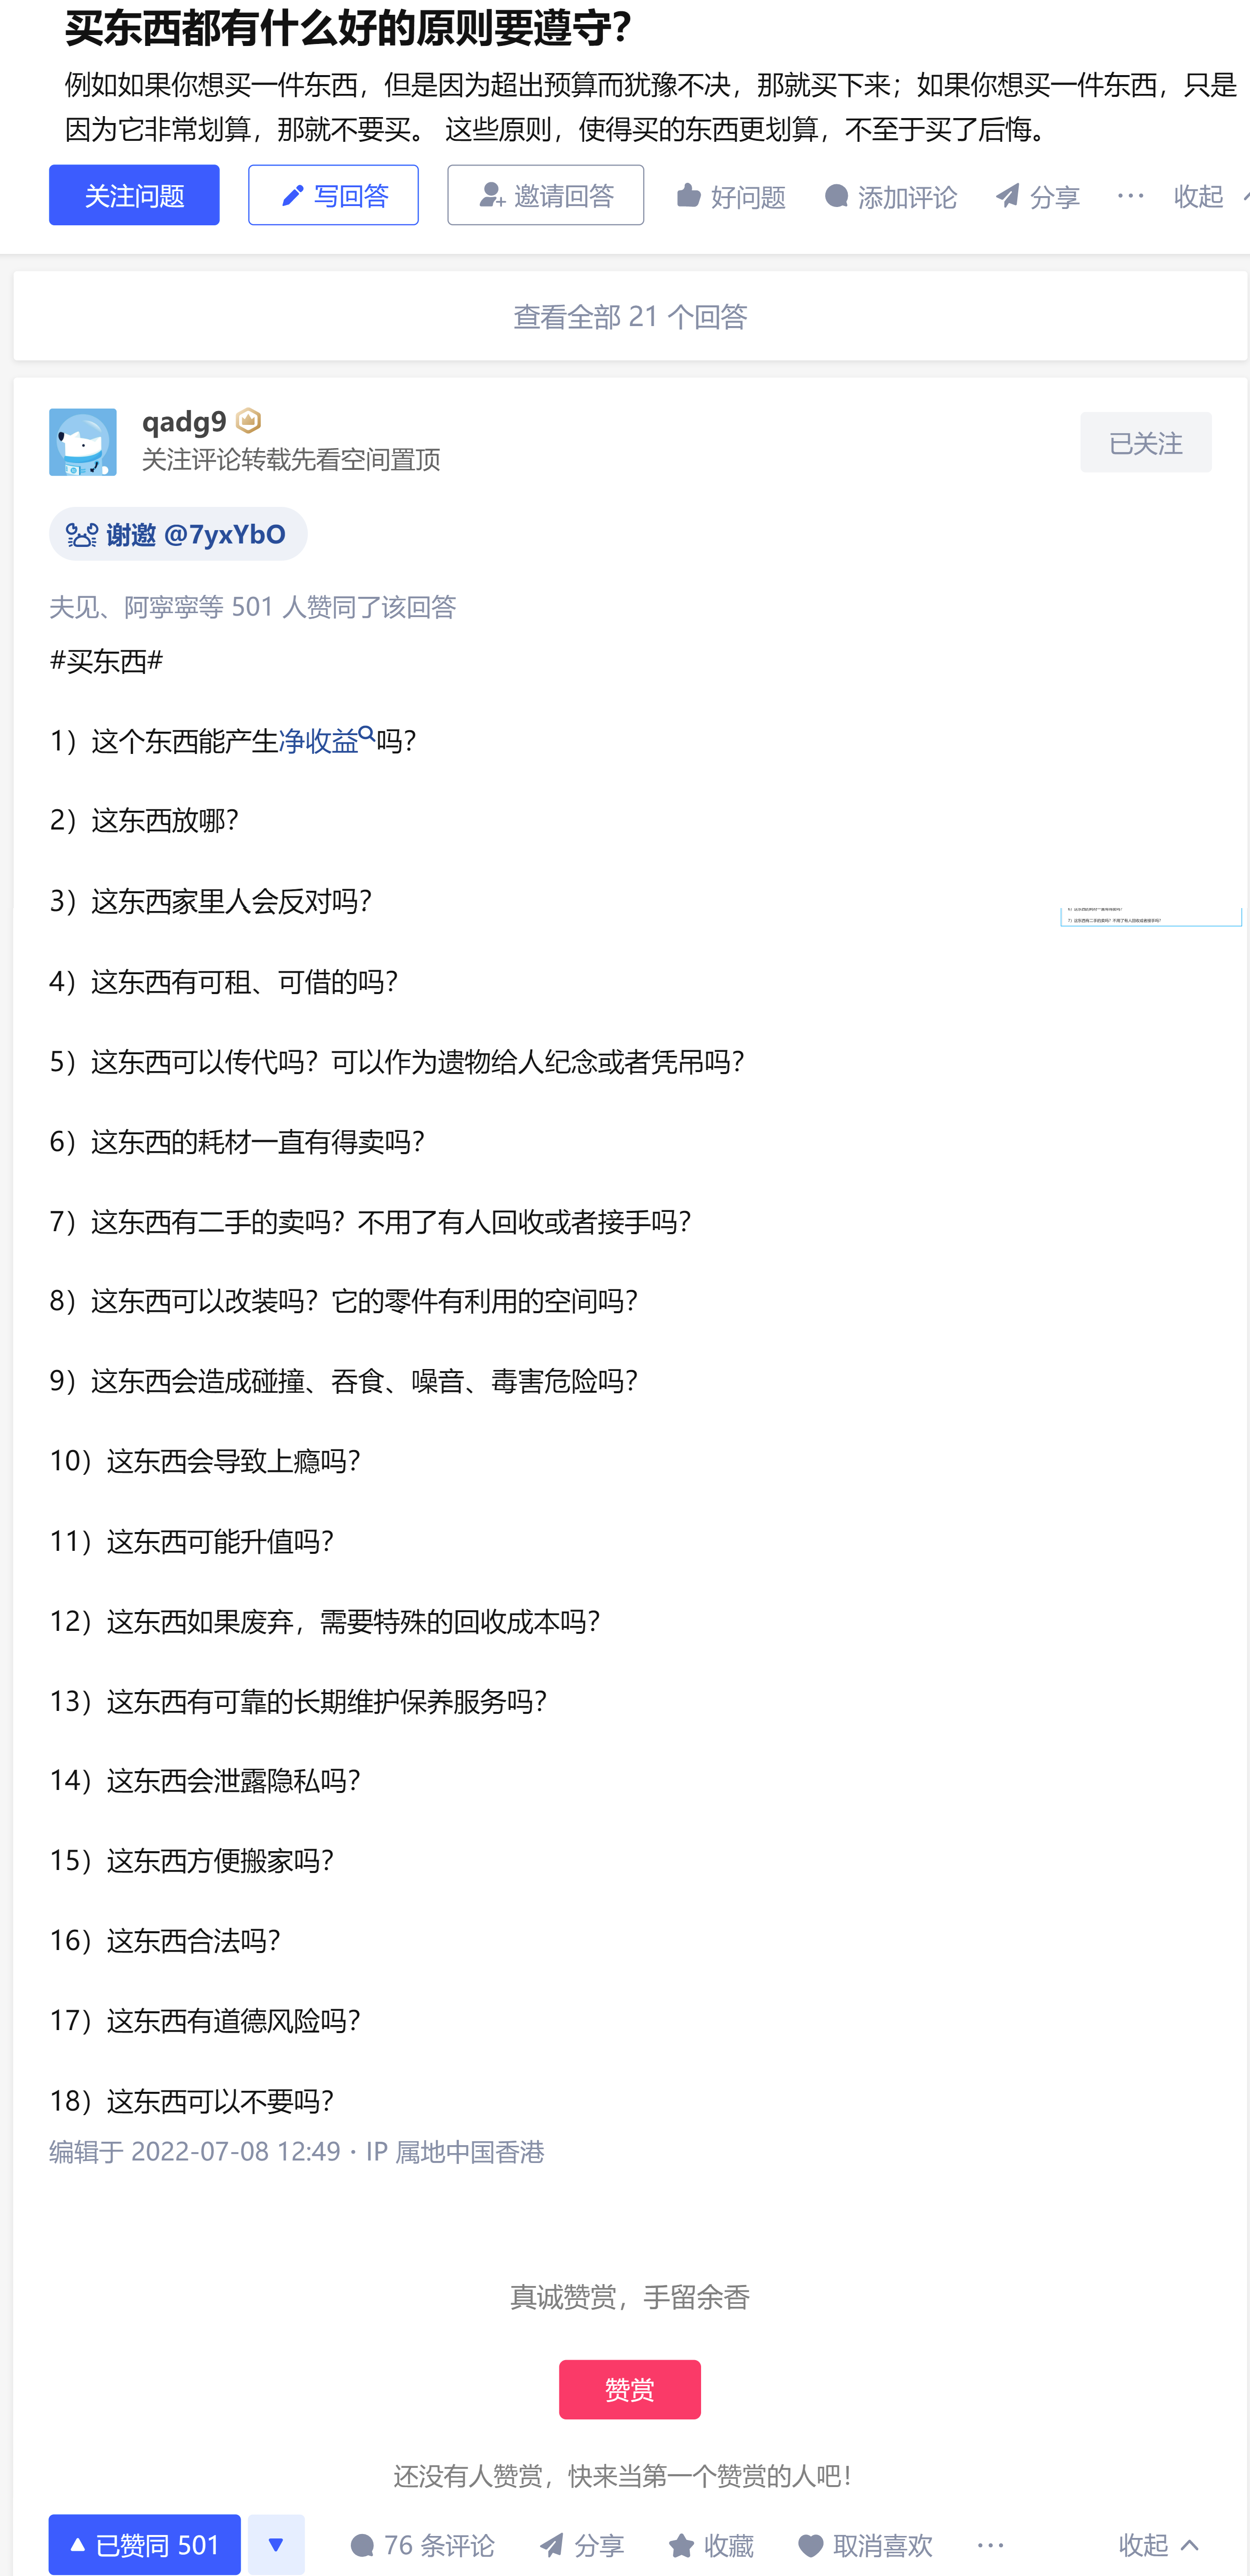 买东西都有什么好的原则要遵守？
例如如果你想买一件东西，但是因为超出预算而犹豫不决，那就买下来；如果你想买一件东西，只是
因为它非常划算，那就不要买。 这些原则，使得买的东西更划算，不至于买了后悔。
关注问题 写回答 邀请回答 好问题 添加评论 分享 ··· 收起
查看全部 21 个回答
qadg9
关注评论转载先看空间置顶
已关注
谢邀 @7yxYbO
夫见、阿寧寧等 501 人赞同了该回答
#买东西#
1）这个东西能产生净收益吗？
2）这东西放哪？
3）这东西家里人会反对吗？
7）这东西有二手的卖吗？不用了有人回收或者接手吗？
4）这东西有可租、可借的吗？
5）这东西可以传代吗？可以作为遗物给人纪念或者凭吊吗？
6）这东西的耗材一直有得卖吗？
7）这东西有二手的卖吗？不用了有人回收或者接手吗？
8）这东西可以改装吗？它的零件有利用的空间吗？
9）这东西会造成碰撞、吞食、噪音、毒害危险吗？
10）这东西会导致上瘾吗？
11）这东西可能升值吗？
12）这东西如果废弃，需要特殊的回收成本吗？
13）这东西有可靠的长期维护保养服务吗？
14）这东西会泄露隐私吗？
15）这东西方便搬家吗？
16）这东西合法吗？
17）这东西有道德风险吗？
18）这东西可以不要吗？
编辑于 2022-07-08 12:49 · IP 属地中国香港
真诚赞赏，手留余香
赞赏
还没有人赞赏，快来当第一个赞赏的人吧！
已赞同 501 76 条评论 分享 收藏 取消喜欢 ··· 收起